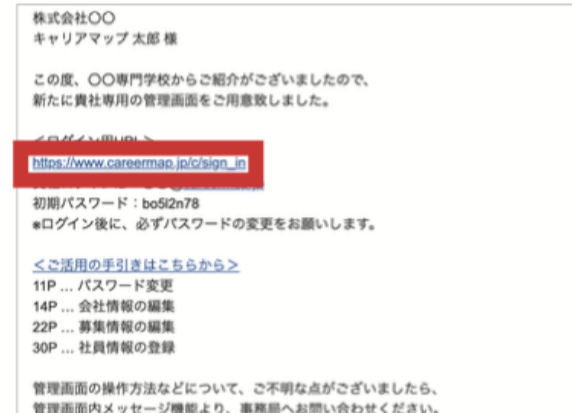 株式会社〇〇
キャリアマップ 太郎 様
この度、〇〇専門学校からご紹介がございましたので、
新たに貴社専用の管理画面をご用意致しました。
<ログイン用URL>
https://www.careermap.jp/c/sign_in
初期パスワード：bo5l2n78
※ログイン後に、必ずパスワードの変更をお願いします。
<ご活用の手引きはこちらから>
11P ... パスワード変更
14P ... 会社情報の編集
22P ... 募集情報の編集
30P ... 社員情報の登録
管理画面の操作方法などについて、ご不明な点がございましたら、
管理画面内メッセージ機能より、事務局へお問い合わせください。